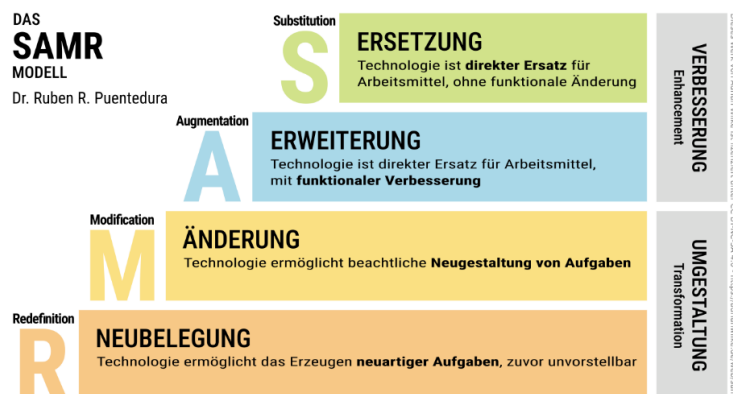 DAS
SAMR
MODELL
Dr. Ruben R. Puentedura
Substitution
S
ERSETZUNG
Technologie ist direkter Ersatz für
Arbeitsmittel, ohne funktionale Änderung
Augmentation
A
ERWEITERUNG
Technologie ist direkter Ersatz für Arbeitsmittel,
mit funktionaler Verbesserung
VERBESSERUNG
Enhancement
Modification
M
ÄNDERUNG
Technologie ermöglicht beachtliche Neugestaltung von Aufgaben
Redefinition
R
NEUBELEGUNG
Technologie ermöglicht das Erzeugen neuartiger Aufgaben, zuvor unvorstellbar
UMGESTALTUNG
Transformation